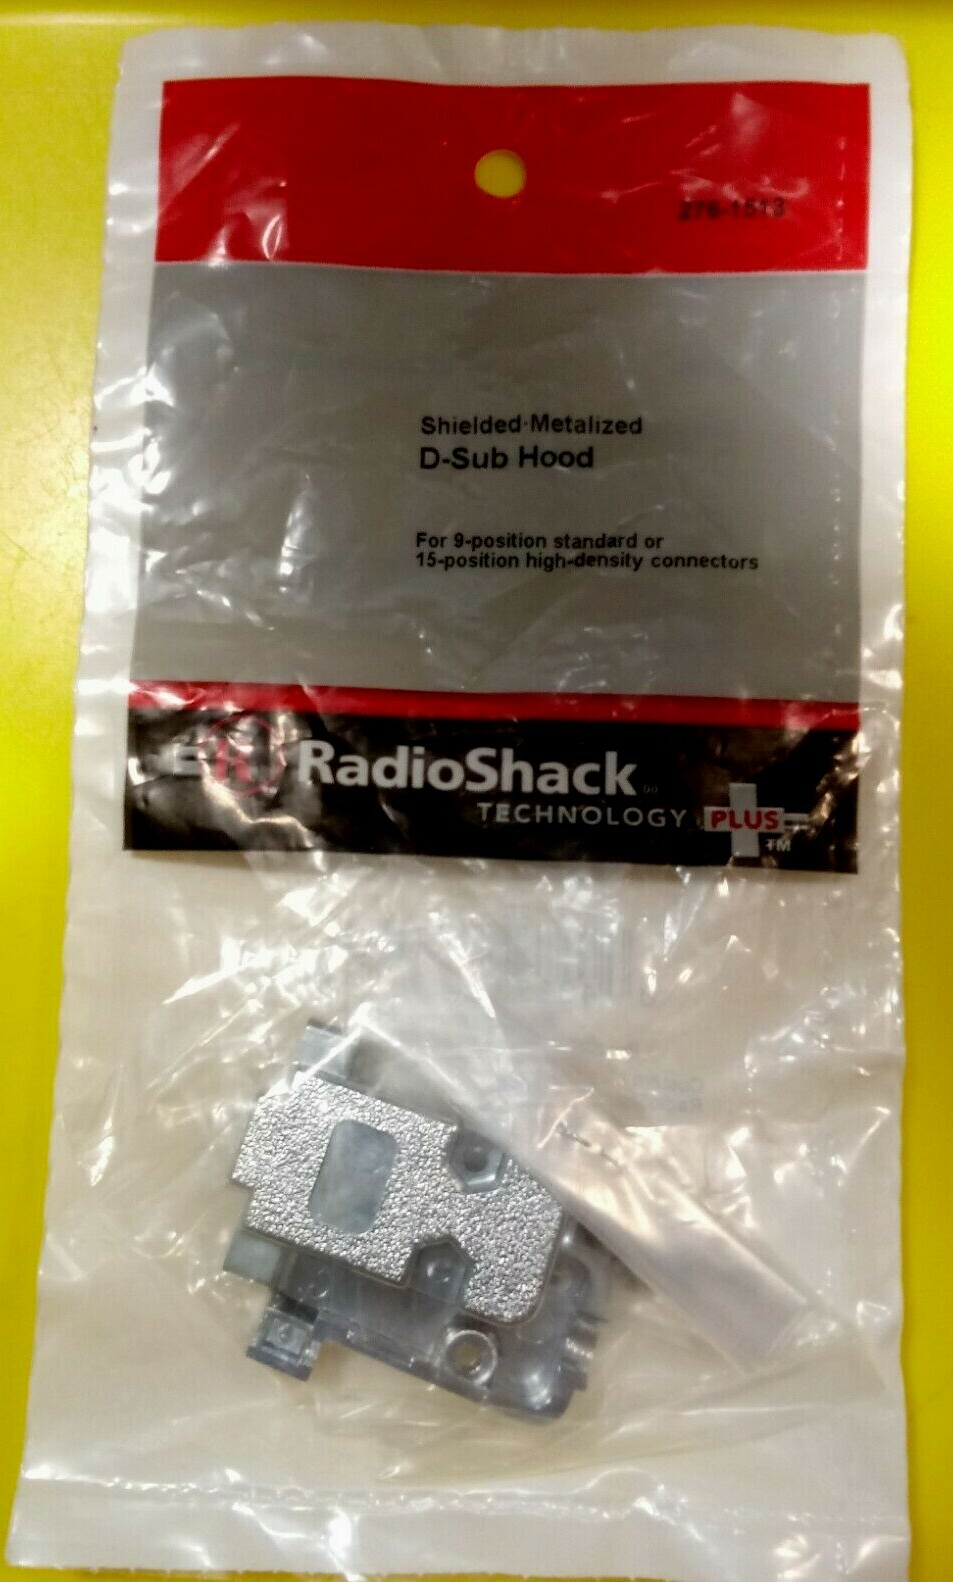 276-1513
Shielded·Metalized
D-Sub Hood
For 9-position standard or
15-position high-density connectors
R RadioShack
TECHNOLOGY PLUS
TM